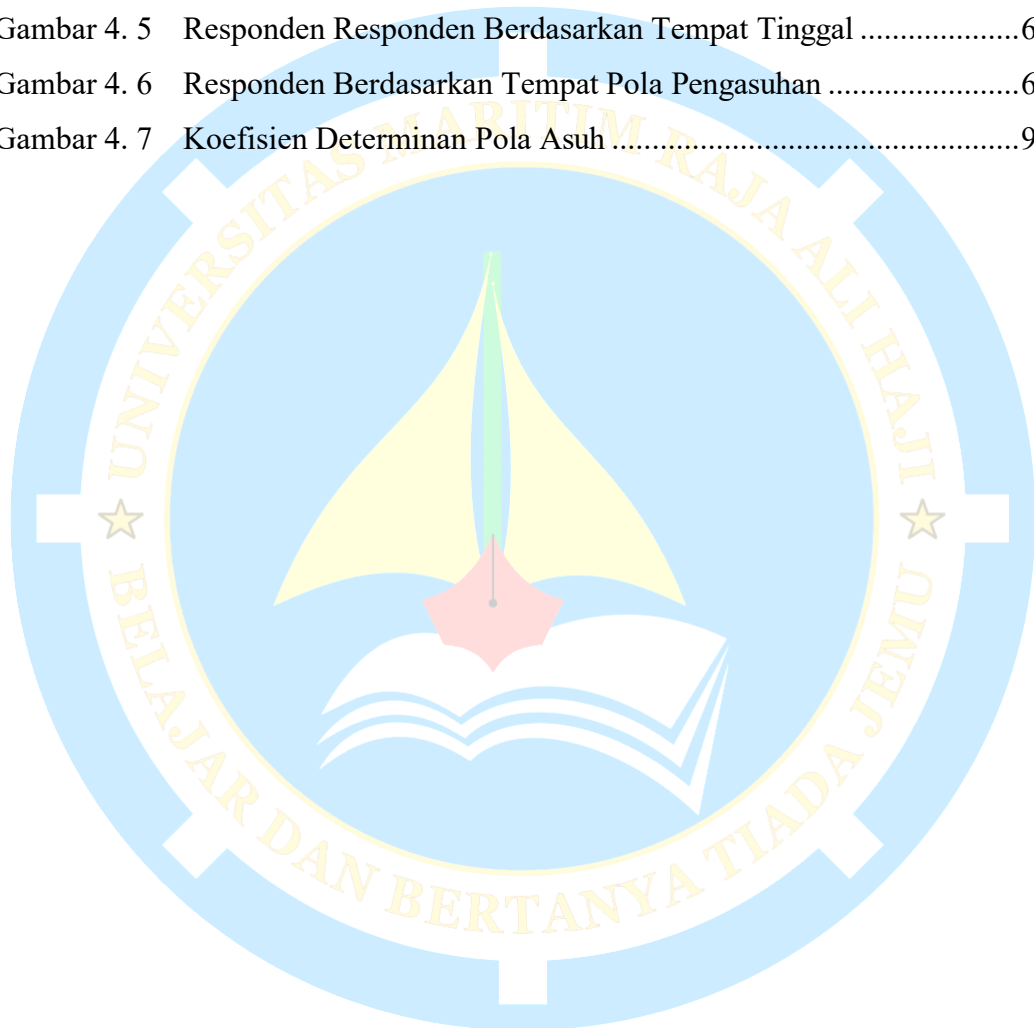 Gambar 4. 5 Responden Responden Berdasarkan Tempat Tinggal ...................6
Gambar 4. 6 Responden Berdasarkan Tempat Pola Pengasuhan .......................6
Gambar 4. 7 Koefisien Determinan Pola Asuh .................................................9
UNIVERSITAS MARITIM RAJA ALI HAJI
BELAJAR DAN BERTANYA TIADA JEMU